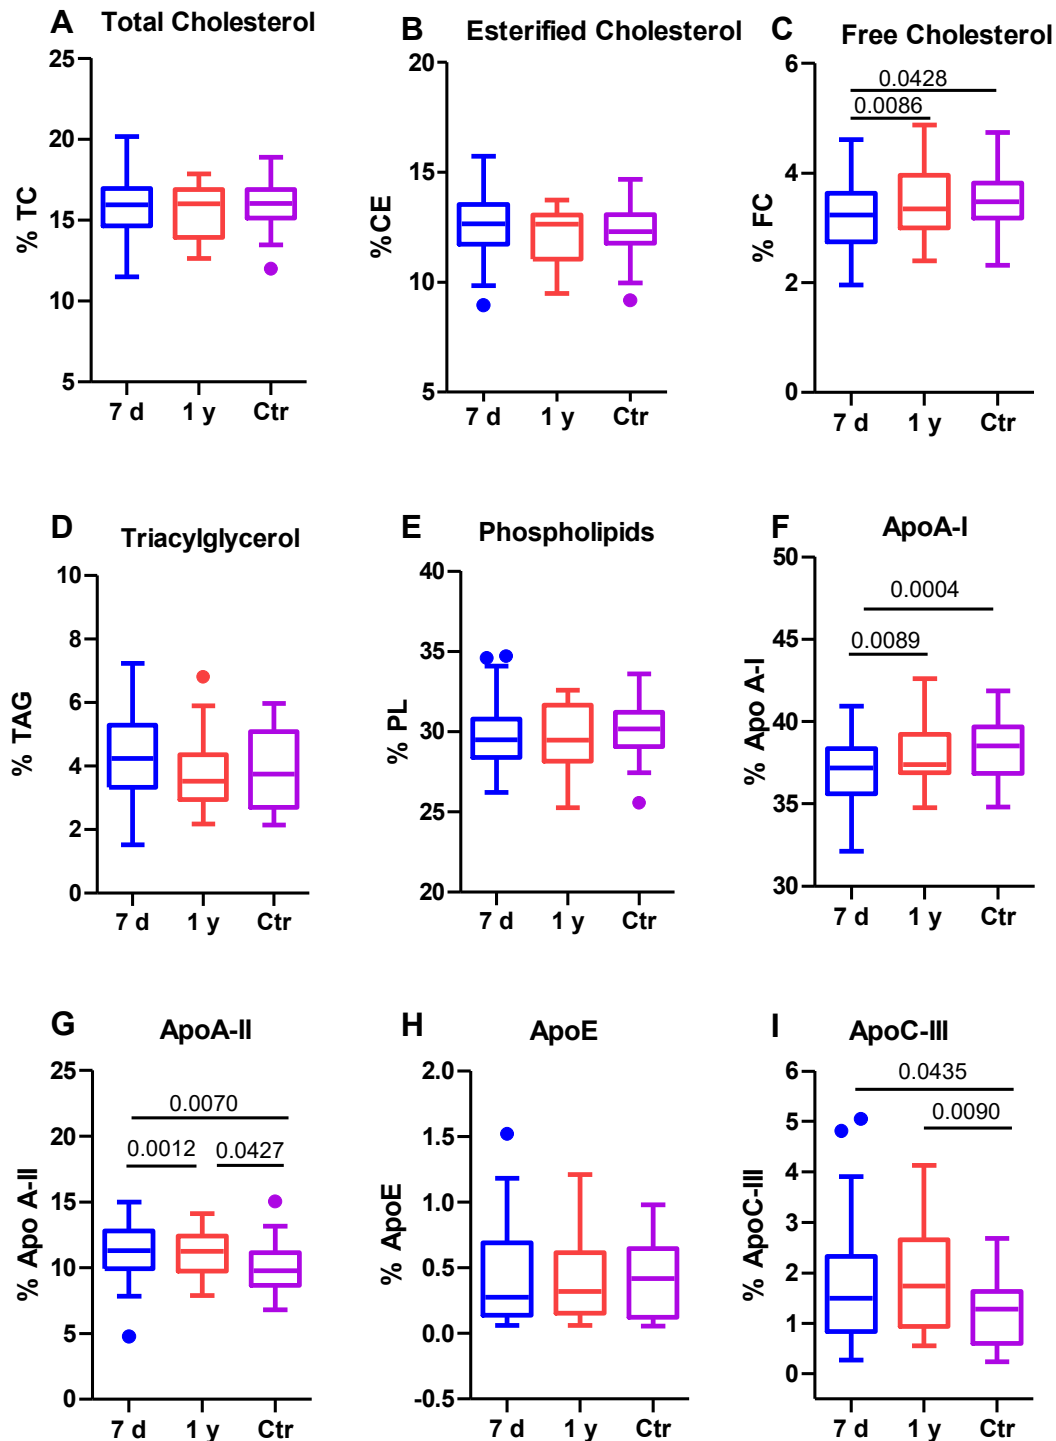 A Total Cholesterol
25
20
15
10
5
% TC
7 d 1 y Ctr
B Esterified Cholesterol
20
15
10
5
%CE
7 d 1 y Ctr
C Free Cholesterol
6
4
2
0
% FC
0.0428
0.0086
7 d 1 y Ctr
D Triacylglycerol
10
8
6
4
2
0
% TAG
7 d 1 y Ctr
E Phospholipids
40
35
30
25
20
% PL
7 d 1 y Ctr
F ApoA-I
50
45
40
35
30
% Apo A-I
0.0004
0.0089
7 d 1 y Ctr
G ApoA-II
25
20
15
10
5
0
% Apo A-II
0.0070
0.0012 0.0427
7 d 1 y Ctr
H ApoE
2.0
1.5
1.0
0.5
0.0
-0.5
% ApoE
7 d 1 y Ctr
I ApoC-III
6
5
4
3
2
1
0
% ApoC-III
0.0435
0.0090
7 d 1 y Ctr